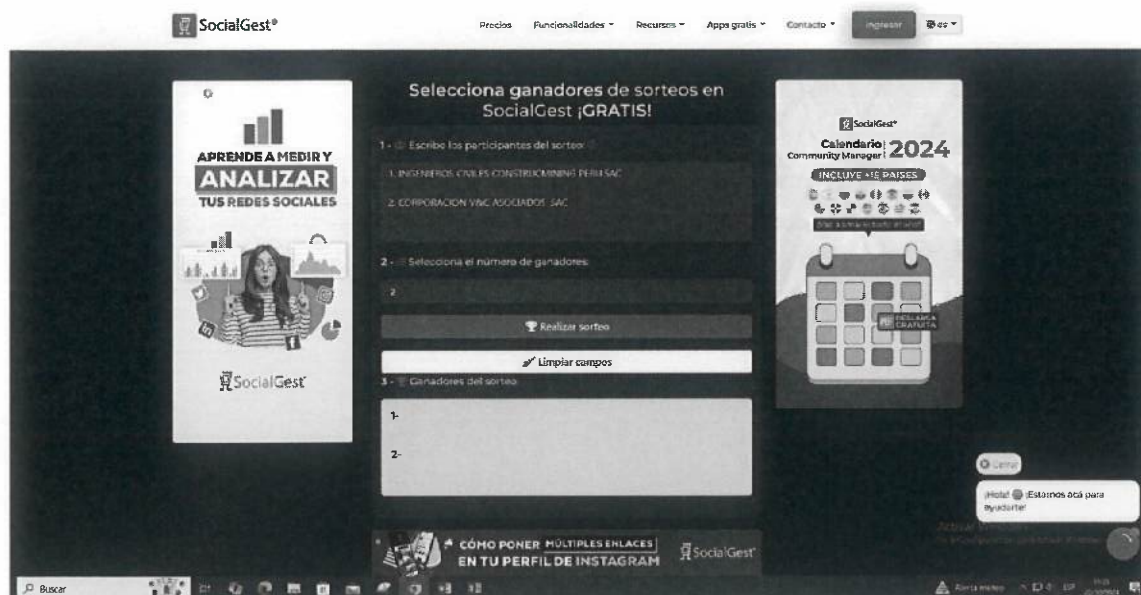 SocialGest®
Precios Funcionalidades Recursos Apps gratis Contacto Ingresar es
APRENDE A MEDIR Y
ANALIZAR
TUS REDES SOCIALES
SocialGest
Selecciona ganadores de sorteos en
SocialGest ¡GRATIS!
1 - Escribe los participantes del sorteo:
1. INGENIEROS CIVILES CONSTRUCMINING PERU SAC
2. CORPORACION V&C ASOCIADOS SAC
2 - Selecciona el número de ganadores:
2
Realizar sorteo
Limpiar campos
3 - Ganadores del sorteo
1-
2-
CÓMO PONER MÚLTIPLES ENLACES
EN TU PERFIL DE INSTAGRAM
SocialGest
SocialGest®
Calendario
Community Manager
2024
INCLUYE +15 PAISES
DESCARGA
GRATUITA
Cerrar
¡Hola! ¡Estamos acá para
ayudarte!
Buscar
ESP